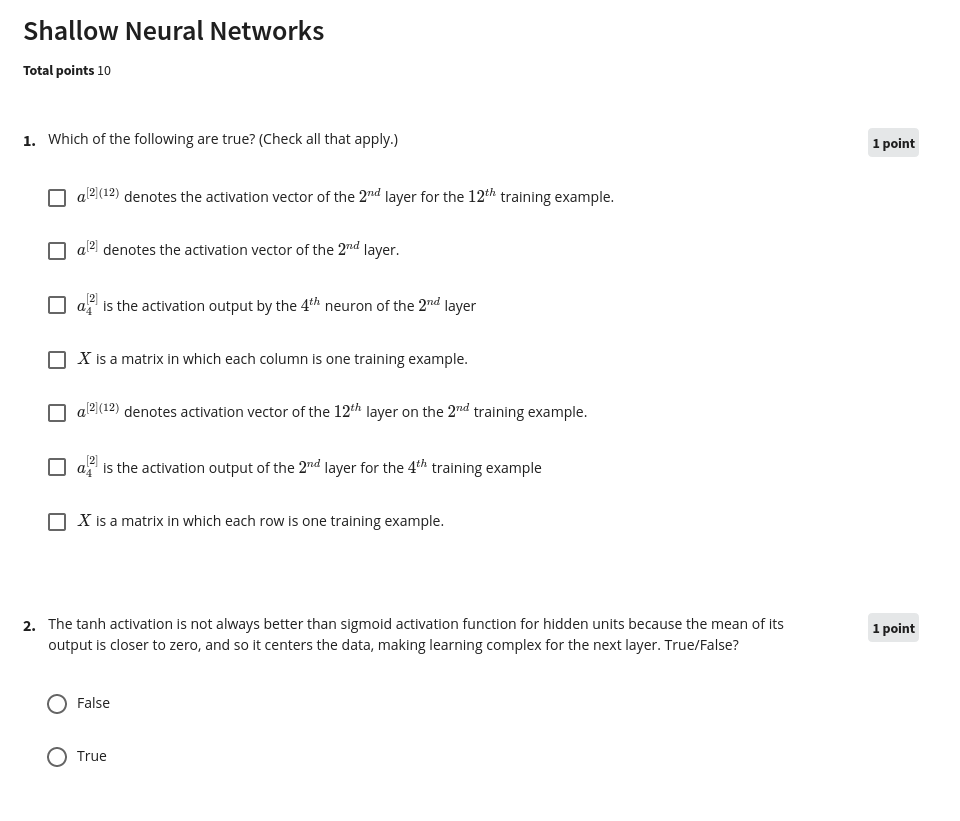 Shallow Neural Networks
Total points 10
1. Which of the following are true? (Check all that apply.) 1 point
a^{[2](12)} denotes the activation vector of the 2^{nd} layer for the 12^{th} training example.
a^{[2]} denotes the activation vector of the 2^{nd} layer.
a_4^{[2]} is the activation output by the 4^{th} neuron of the 2^{nd} layer
X is a matrix in which each column is one training example.
a^{[2](12)} denotes activation vector of the 12^{th} layer on the 2^{nd} training example.
a_4^{[2]} is the activation output of the 2^{nd} layer for the 4^{th} training example
X is a matrix in which each row is one training example.
2. The tanh activation is not always better than sigmoid activation function for hidden units because the mean of its 1 point
output is closer to zero, and so it centers the data, making learning complex for the next layer. True/False?
False
True